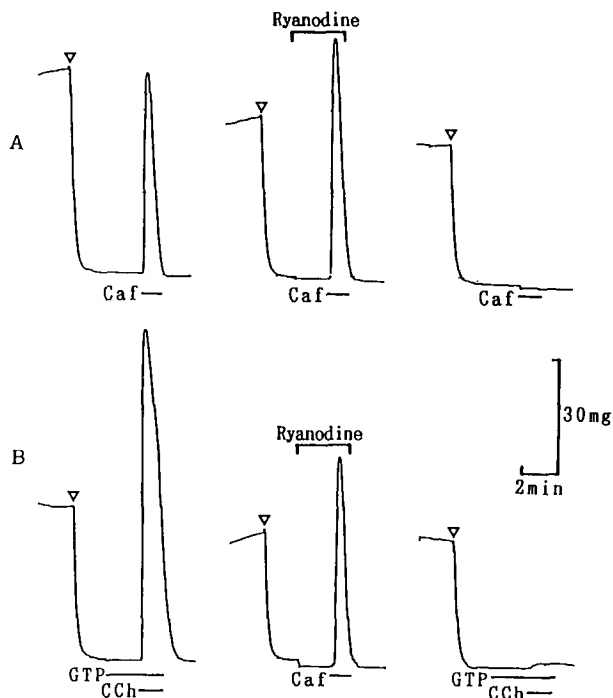 Ryanodine
A
Caf
Caf
Caf
30mg
2min
Ryanodine
B
GTP
CCh
Caf
GTP
CCh